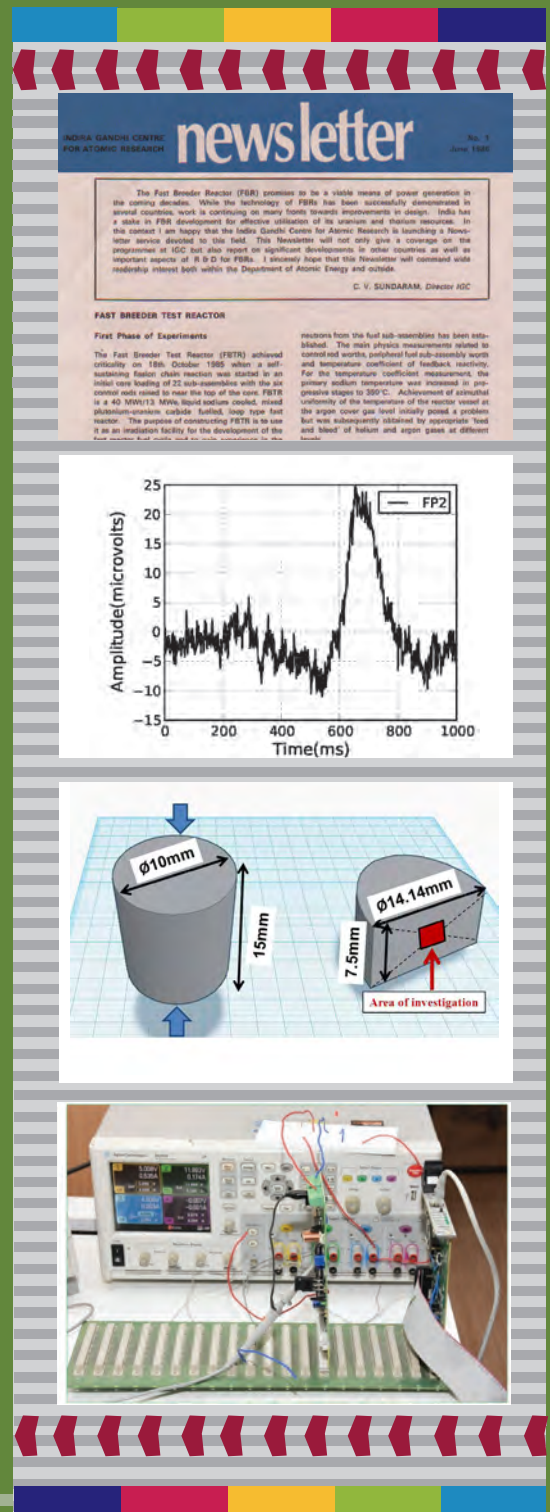 INDIRA GANDHI CENTRE
FOR ATOMIC RESEARCH
newsletter
No. 1
June 1986
The Fast Breeder Reactor (FBR) promises to be a viable means of power generation in
the coming decades. While the technology of FBRs has been successfully demonstrated in
several countries, work is continuing on many fronts towards improvements in design. India has
a stake in FBR development for effective utilisation of its uranium and thorium resources. In
this context I am happy that the Indira Gandhi Centre for Atomic Research is launching a News-
letter service devoted to this field. This Newsletter will not only give a coverage on the
programmes at IGC but also report on significant developments in other countries as well as
important aspects of R & D for FBRs. I sincerely hope that this Newsletter will command wide
readership interest both within the Department of Atomic Energy and outside.
C. V. SUNDARAM, Director IGC
FAST BREEDER TEST REACTOR
First Phase of Experiments
The Fast Breeder Test Reactor (FBTR) achieved
criticality on 18th October 1985 when a self-
sustaining fission chain reaction was started in an
initial core loading of 22 sub-assemblies with the six
control rods raised to near the top of the core. FBTR
is a 40 MWt/13 MWe, liquid sodium cooled, mixed
plutonium-uranium carbide fuelled, loop type fast
reactor. The purpose of constructing FBTR is to use
it as an irradiation facility for the development of the
fast reactor fuel cycle and to gain experience in the
neutrons from the fuel sub-assemblies has been esta-
blished. The main physics measurements related to
control rod worths, peripheral fuel sub-assembly worth
and temperature coefficient of feedback reactivity.
For the temperature coefficient measurement, the
primary sodium temperature was increased in pro-
gressive stages to 350°C. Achievement of azimuthal
uniformity of the temperature of the reactor vessel at
the argon cover gas level initially posed a problem
but was subsequently obtained by appropriate 'feed
and bleed' of helium and argon gases at different
levels
Amplitude(microvolts)
25
20
15
10
5
0
−5
−10
−15
FP2
0 200 400 600 800 1000
Time(ms)
Ø10mm
15mm
Ø14.14mm
7.5mm
Area of investigation
1